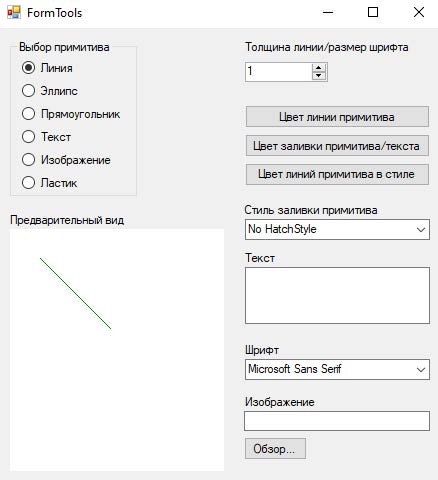 FormTools
Выбор примитива
Линия
Эллипс
Прямоугольник
Текст
Изображение
Ластик
Предварительный вид
Толщина линии/размер шрифта
1
Цвет линии примитива
Цвет заливки примитива/текста
Цвет линий примитива в стиле
Стиль заливки примитива
No HatchStyle
Текст
Шрифт
Microsoft Sans Serif
Изображение
Обзор...